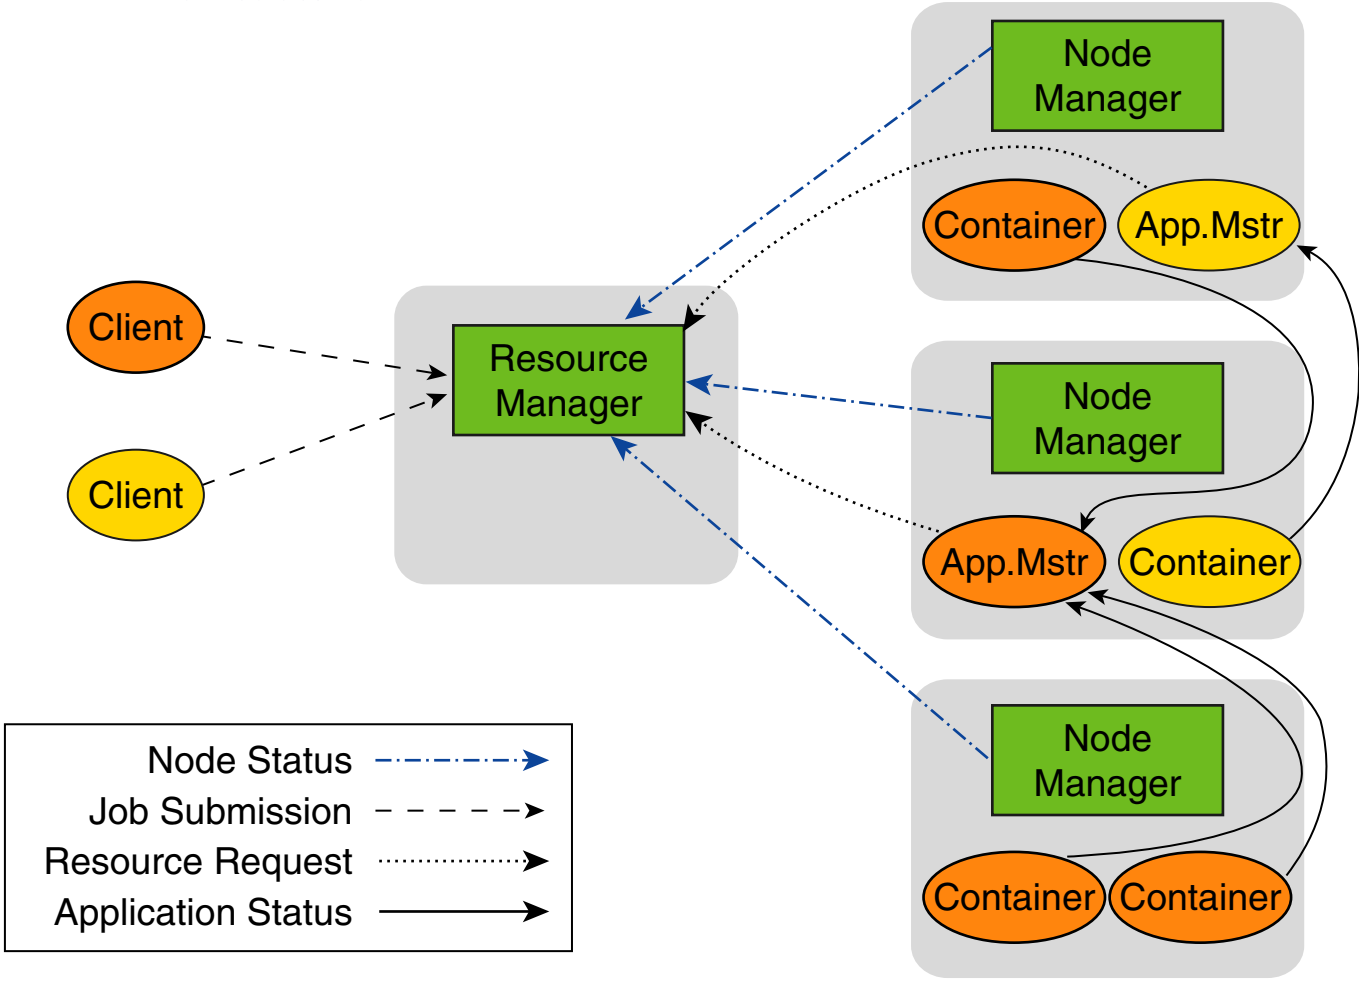 Node
Manager
Container
App.Mstr
Client
Resource
Manager
Node
Manager
Client
App.Mstr
Container
Node
Manager
Container
Container
Node Status
Job Submission
Resource Request
Application Status